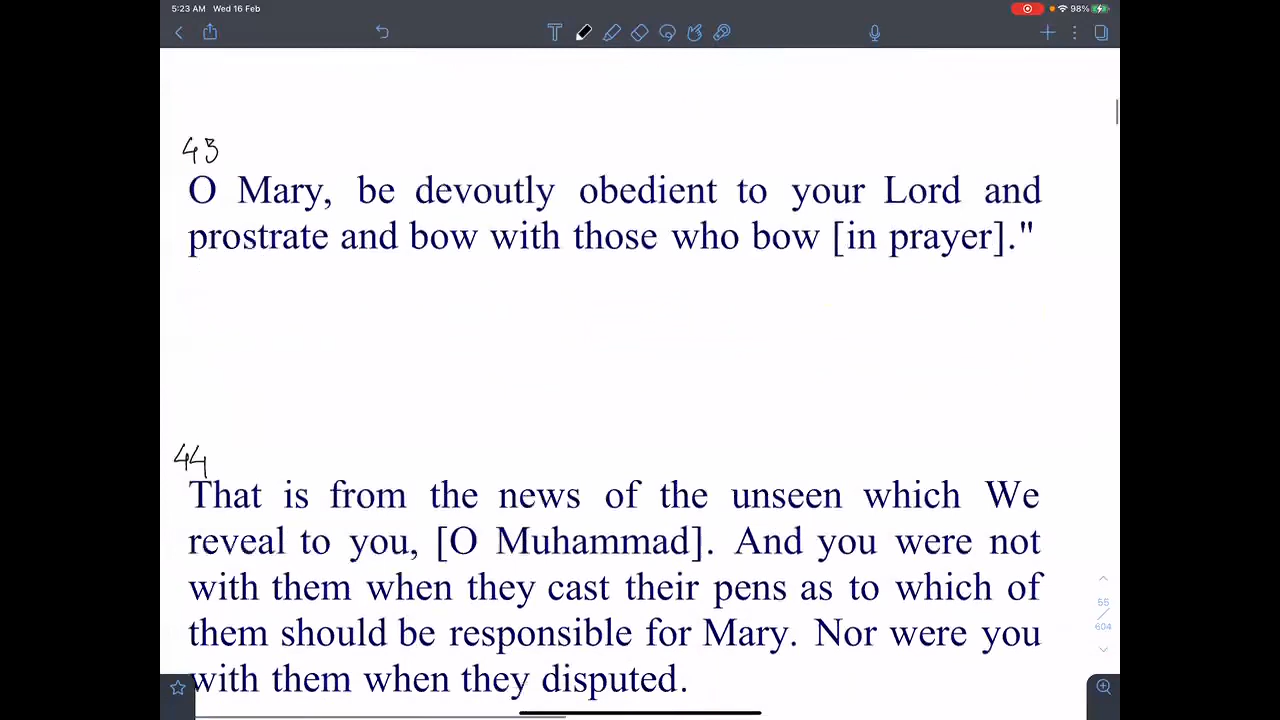 5:23 AM Wed 16 Feb
98%
T
43
O Mary, be devoutly obedient to your Lord and
prostrate and bow with those who bow [in prayer]."
44
That is from the news of the unseen which We
reveal to you, [O Muhammad]. And you were not
with them when they cast their pens as to which of
them should be responsible for Mary. Nor were you
with them when they disputed.
55
604